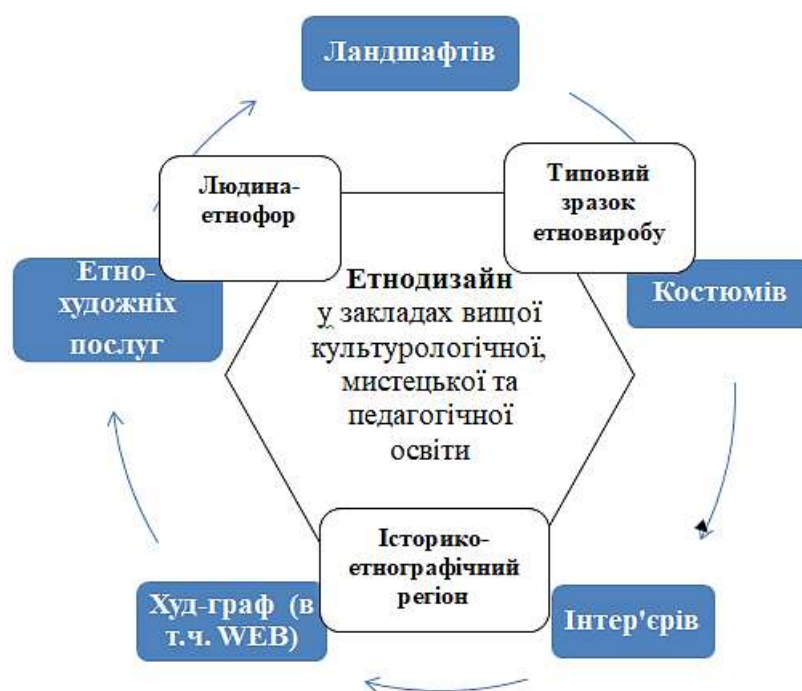 Ландшафтів
Людина-
етнофор
Типовий
зразок
етновиробу
Етно-
художніх
послуг
Етнодизайн
у закладах вищої
культурологічної,
мистецької та
педагогічної
освіти
Костюмів
Історико-
етнографічний
регіон
Худ-граф (в
т.ч. WEB)
Інтер'єрів